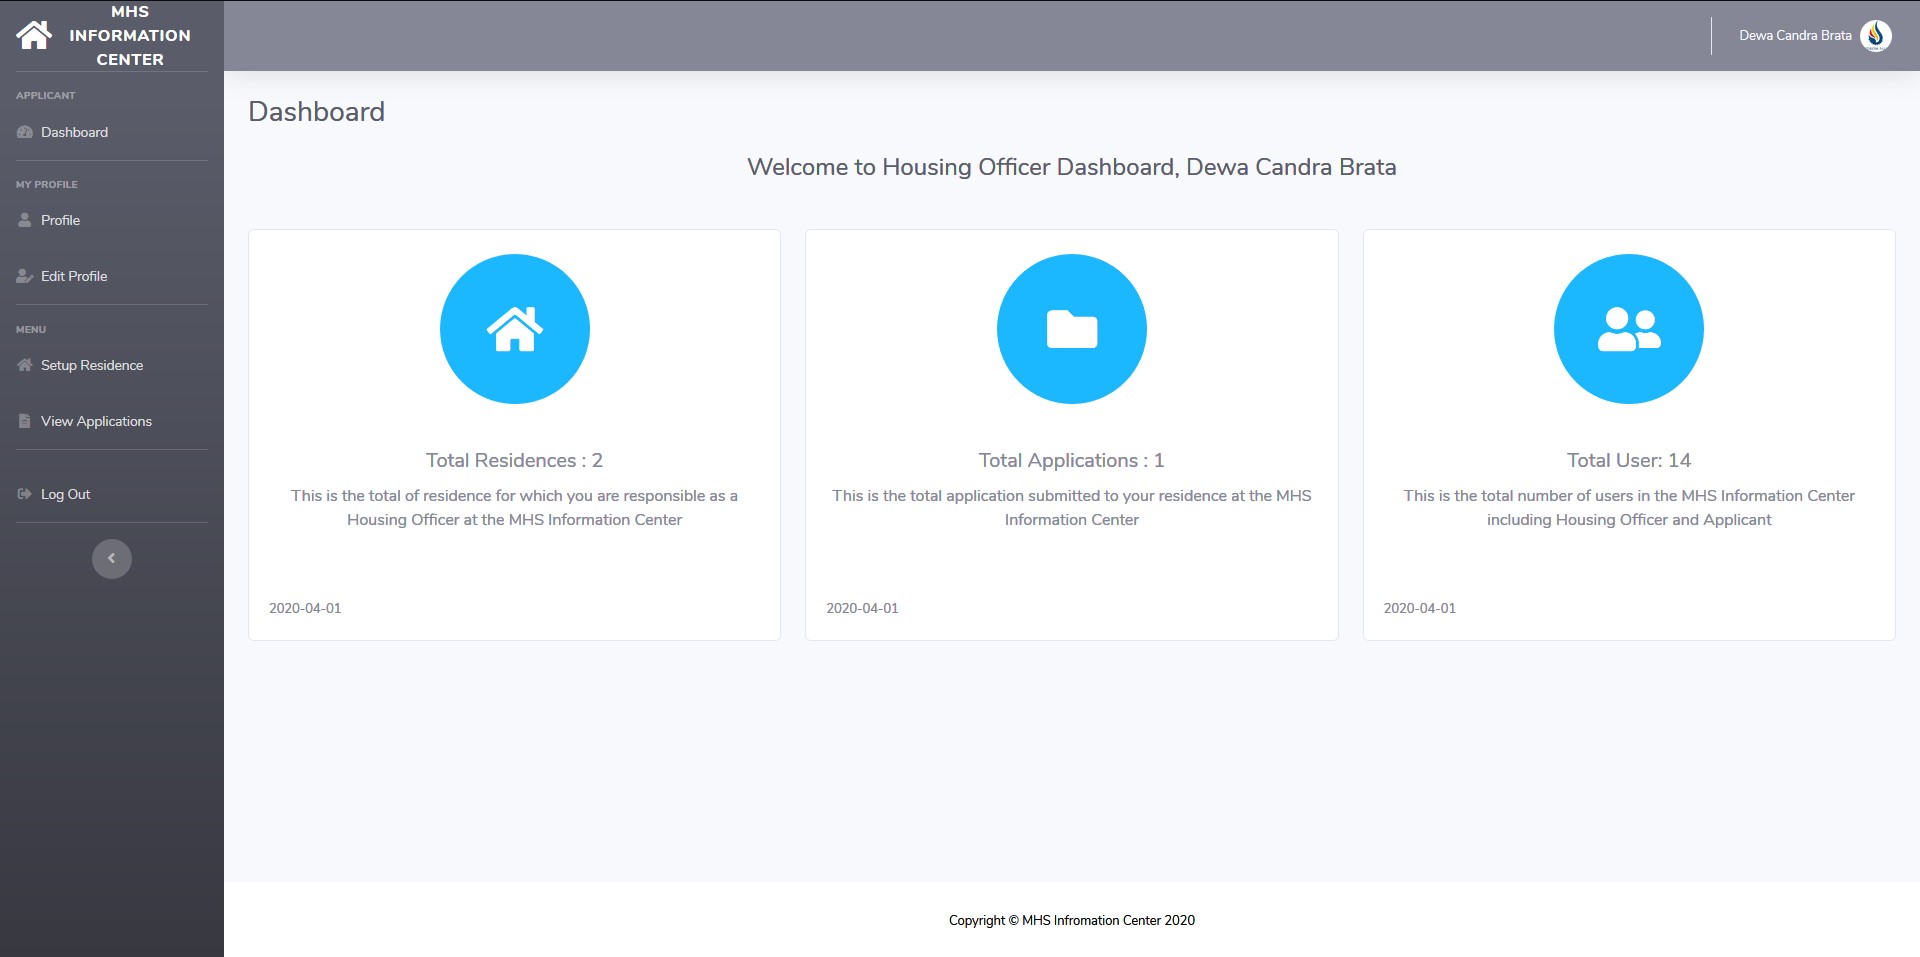 MHS
INFORMATION
CENTER
APPLICANT
Dashboard
MY PROFILE
Profile
Edit Profile
MENU
Setup Residence
View Applications
Log Out
Dewa Candra Brata
Dashboard
Welcome to Housing Officer Dashboard, Dewa Candra Brata
Total Residences : 2
This is the total of residence for which you are responsible as a
Housing Officer at the MHS Information Center
2020-04-01
Total Applications : 1
This is the total application submitted to your residence at the MHS
Information Center
2020-04-01
Total User: 14
This is the total number of users in the MHS Information Center
including Housing Officer and Applicant
2020-04-01
Copyright © MHS Infromation Center 2020